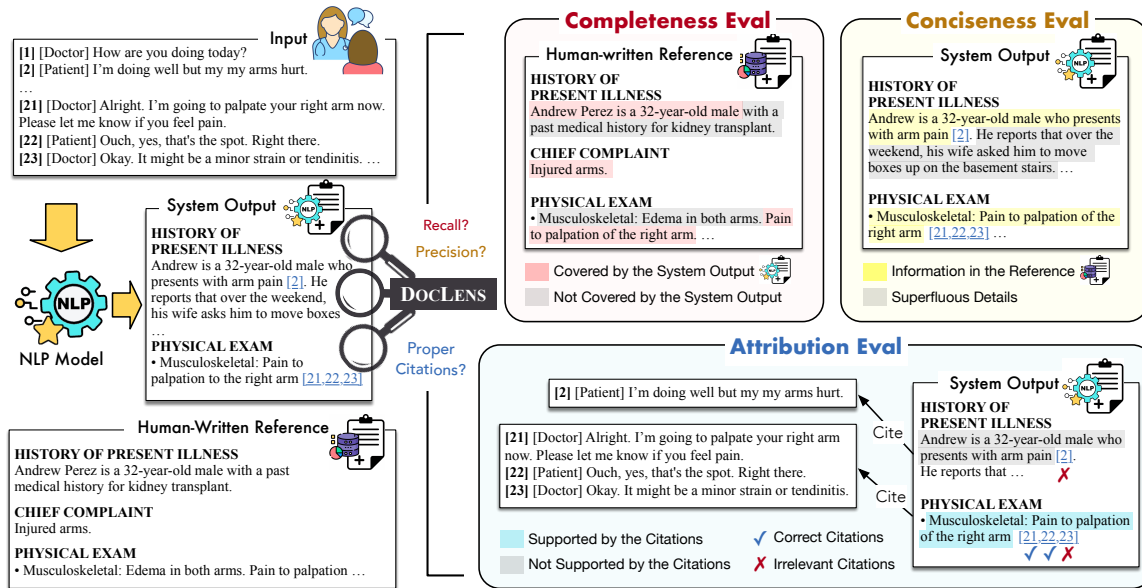 Input
[1] [Doctor] How are you doing today?
[2] [Patient] I'm doing well but my my arms hurt.
…
[21] [Doctor] Alright. I'm going to palpate your right arm now.
Please let me know if you feel pain.
[22] [Patient] Ouch, yes, that's the spot. Right there.
[23] [Doctor] Okay. It might be a minor strain or tendinitis. …
NLP
NLP Model
System Output
NLP
HISTORY OF
PRESENT ILLNESS
Andrew is a 32-year-old male who
presents with arm pain [2]. He
reports that over the weekend,
his wife asks him to move boxes
…
PHYSICAL EXAM
• Musculoskeletal: Pain to
palpation to the right arm [21,22,23]
Human-Written Reference
HISTORY OF PRESENT ILLNESS
Andrew Perez is a 32-year-old male with a past
medical history for kidney transplant.
CHIEF COMPLAINT
Injured arms.
PHYSICAL EXAM
• Musculoskeletal: Edema in both arms. Pain to palpation …
Recall?
Precision?
DOCLENS
Proper
Citations?
Completeness Eval
Human-written Reference
HISTORY OF
PRESENT ILLNESS
Andrew Perez is a 32-year-old male with a
past medical history for kidney transplant.
CHIEF COMPLAINT
Injured arms.
PHYSICAL EXAM
• Musculoskeletal: Edema in both arms. Pain
to palpation of the right arm. …
Covered by the System Output
NLP
Not Covered by the System Output
Conciseness Eval
System Output
NLP
HISTORY OF
PRESENT ILLNESS
Andrew is a 32-year-old male who presents
with arm pain [2]. He reports that over the
weekend, his wife asked him to move
boxes up on the basement stairs. …
PHYSICAL EXAM
• Musculoskeletal: Pain to palpation of the
right arm [21,22,23] …
Information in the Reference
Superfluous Details
Attribution Eval
[2] [Patient] I'm doing well but my my arms hurt.
[21] [Doctor] Alright. I'm going to palpate your right arm
now. Please let me know if you feel pain.
[22] [Patient] Ouch, yes, that's the spot. Right there.
[23] [Doctor] Okay. It might be a minor strain or tendinitis.
Cite
Cite
System Output
NLP
HISTORY OF
PRESENT ILLNESS
Andrew is a 32-year-old male who
presents with arm pain [2].
He reports that …
✗
PHYSICAL EXAM
• Musculoskeletal: Pain to palpation
of the right arm [21,22,23]
✓ ✓ ✗
Supported by the Citations
✓ Correct Citations
Not Supported by the Citations
✗ Irrelevant Citations